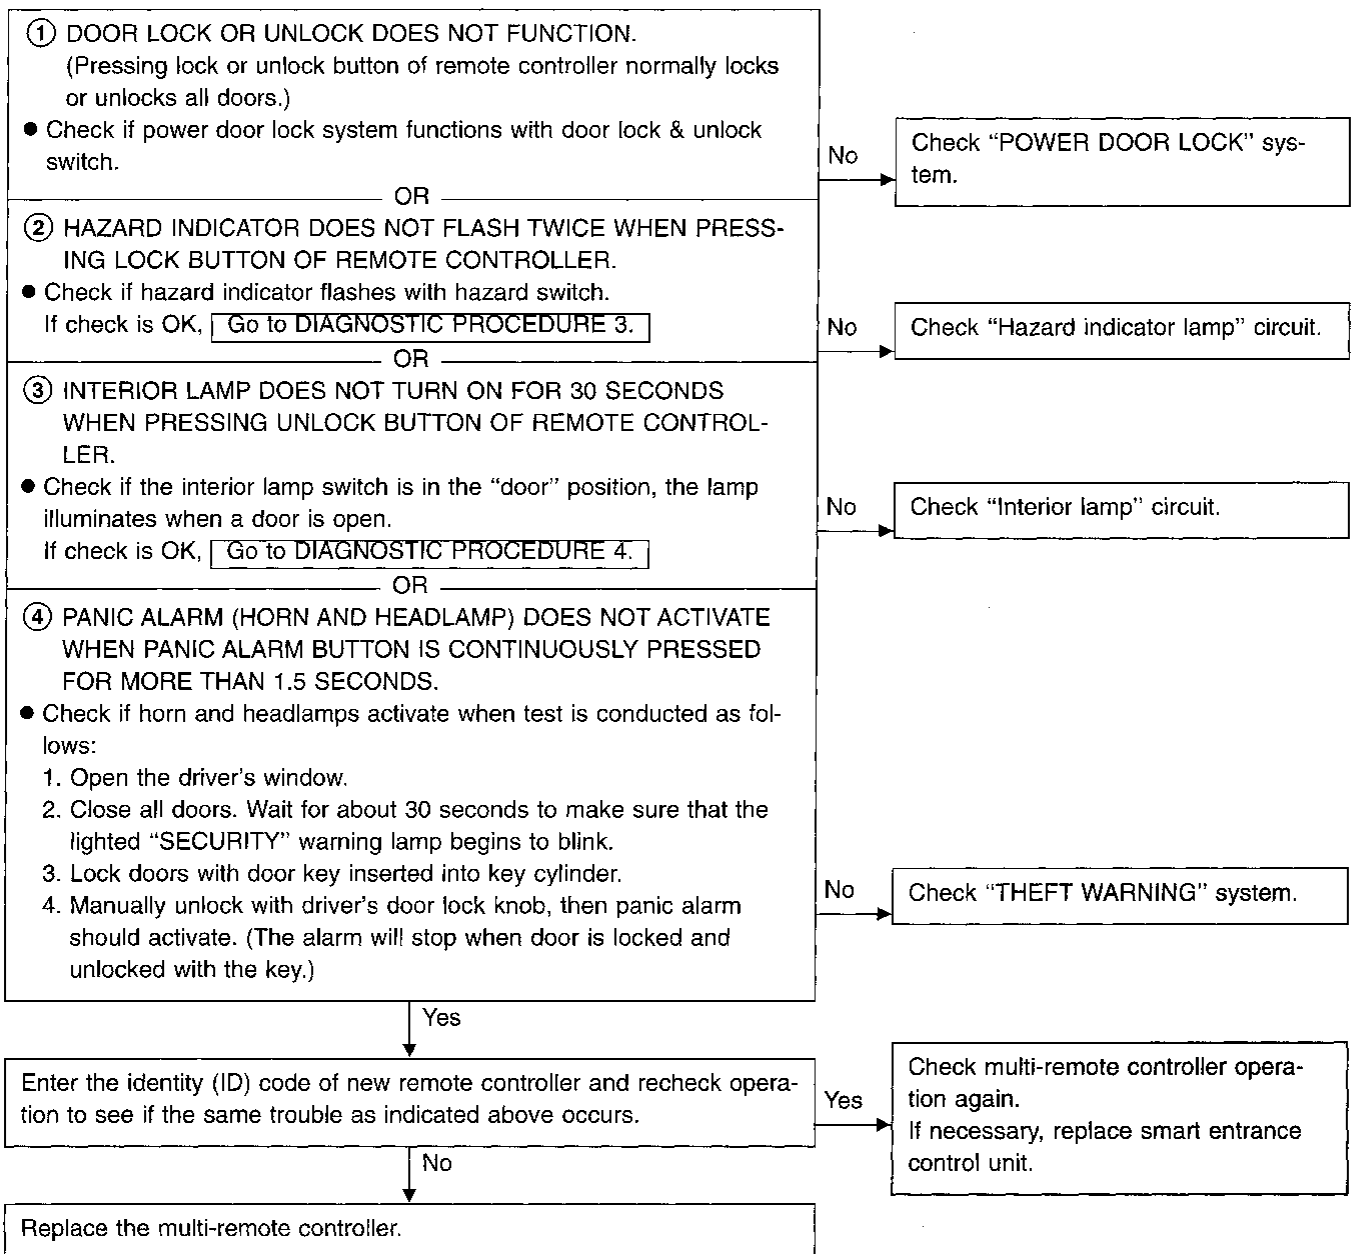 ① DOOR LOCK OR UNLOCK DOES NOT FUNCTION.
(Pressing lock or unlock button of remote controller normally locks
or unlocks all doors.)
● Check if power door lock system functions with door lock & unlock
switch.
No
Check “POWER DOOR LOCK” sys-
tem.
OR
② HAZARD INDICATOR DOES NOT FLASH TWICE WHEN PRESS-
ING LOCK BUTTON OF REMOTE CONTROLLER.
● Check if hazard indicator flashes with hazard switch.
If check is OK, Go to DIAGNOSTIC PROCEDURE 3.
No
Check “Hazard indicator lamp” circuit.
OR
③ INTERIOR LAMP DOES NOT TURN ON FOR 30 SECONDS
WHEN PRESSING UNLOCK BUTTON OF REMOTE CONTROL-
LER.
● Check if the interior lamp switch is in the “door” position, the lamp
illuminates when a door is open.
If check is OK, Go to DIAGNOSTIC PROCEDURE 4.
No
Check “Interior lamp” circuit.
OR
④ PANIC ALARM (HORN AND HEADLAMP) DOES NOT ACTIVATE
WHEN PANIC ALARM BUTTON IS CONTINUOUSLY PRESSED
FOR MORE THAN 1.5 SECONDS.
● Check if horn and headlamps activate when test is conducted as fol-
lows:
1. Open the driver’s window.
2. Close all doors. Wait for about 30 seconds to make sure that the
lighted “SECURITY” warning lamp begins to blink.
3. Lock doors with door key inserted into key cylinder.
4. Manually unlock with driver’s door lock knob, then panic alarm
should activate. (The alarm will stop when door is locked and
unlocked with the key.)
No
Check “THEFT WARNING” system.
Yes
Enter the identity (ID) code of new remote controller and recheck opera-
tion to see if the same trouble as indicated above occurs.
Yes
Check multi-remote controller opera-
tion again.
If necessary, replace smart entrance
control unit.
No
Replace the multi-remote controller.